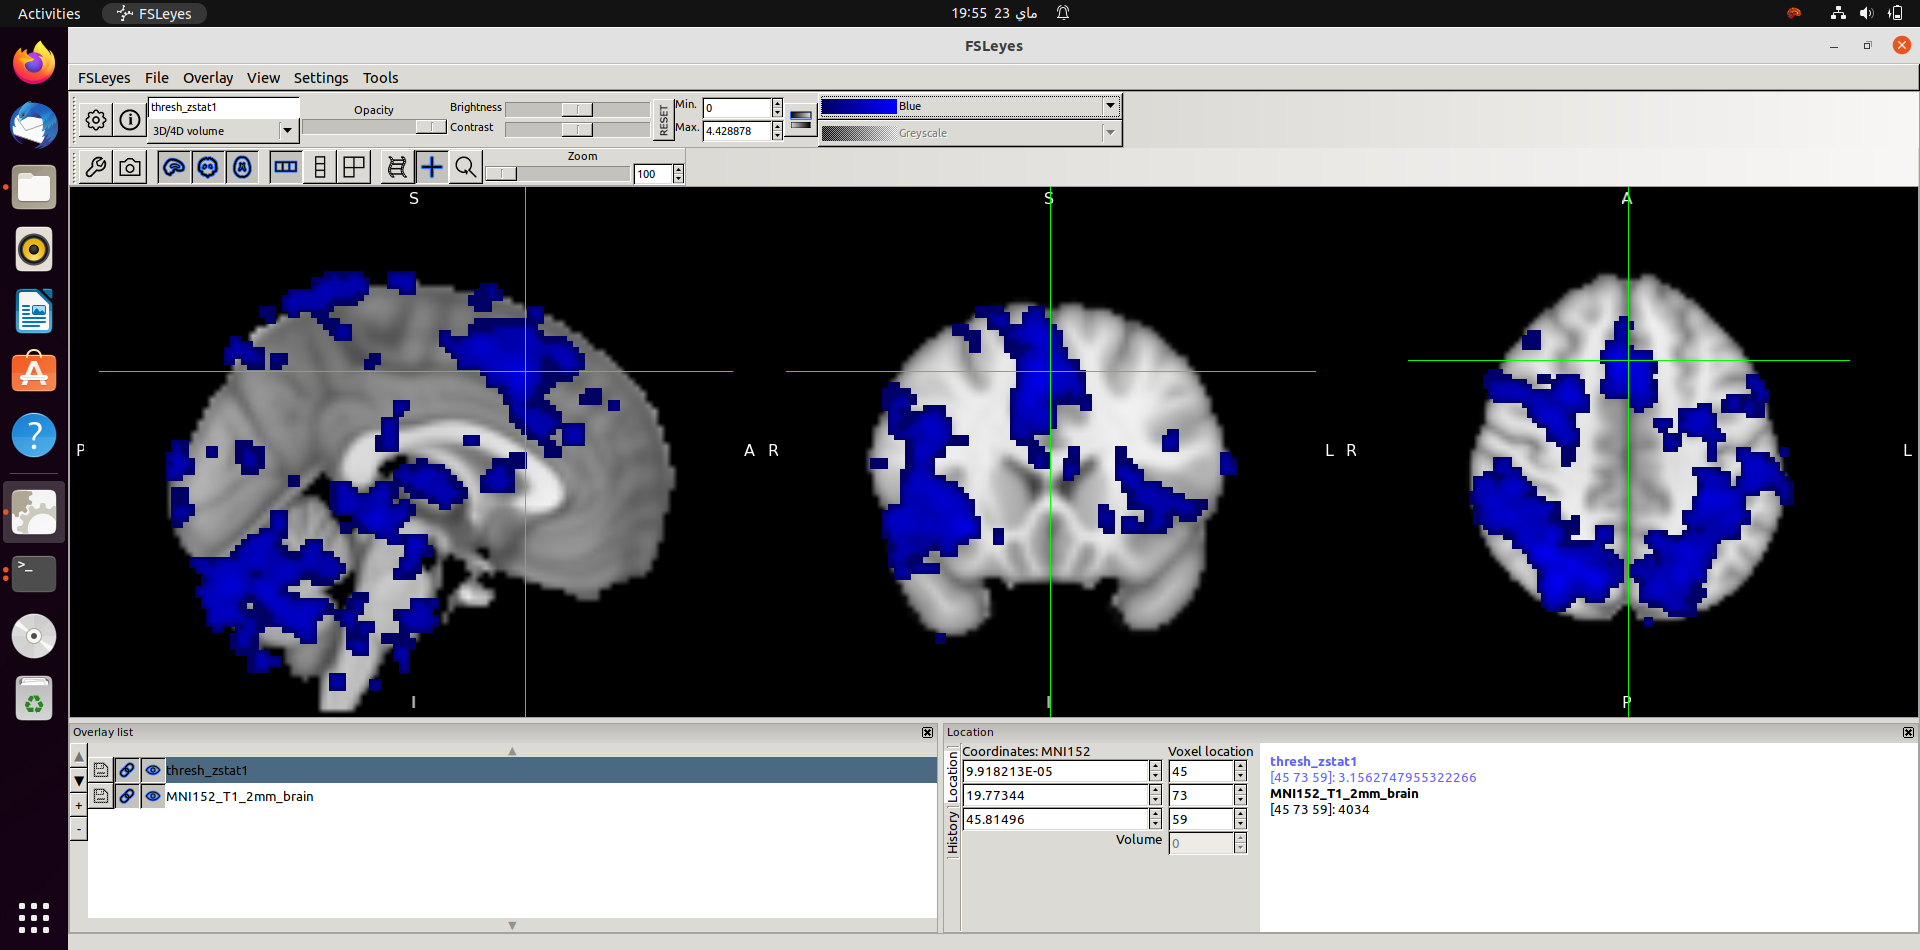 Activities
FSLeyes
19:55 23 ماي
FSLeyes
FSLeyes File Overlay View Settings Tools
thresh_zstat1
3D/4D volume
Opacity
Brightness
Contrast
RESET
Min.
0
Max.
4.428878
Blue
Greyscale
Zoom
100
S
P
A
I
S
R
L
I
A
R
L
P
Overlay list
thresh_zstat1
MNI152_T1_2mm_brain
+
-
Location
Location
History
Coordinates: MNI152
Voxel location
9.918213E-05
45
19.77344
73
45.81496
59
Volume
0
thresh_zstat1
[45 73 59]: 3.1562747955322266
MNI152_T1_2mm_brain
[45 73 59]: 4034